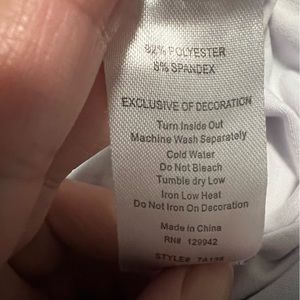 92% POLYESTER
8% SPANDEX
EXCLUSIVE OF DECORATION
Turn Inside Out
Machine Wash Separately
Cold Water
Do Not Bleach
Tumble dry Low
Iron Low Heat
Do Not Iron On Decoration
Made in China
RN# 129942
STYLE#